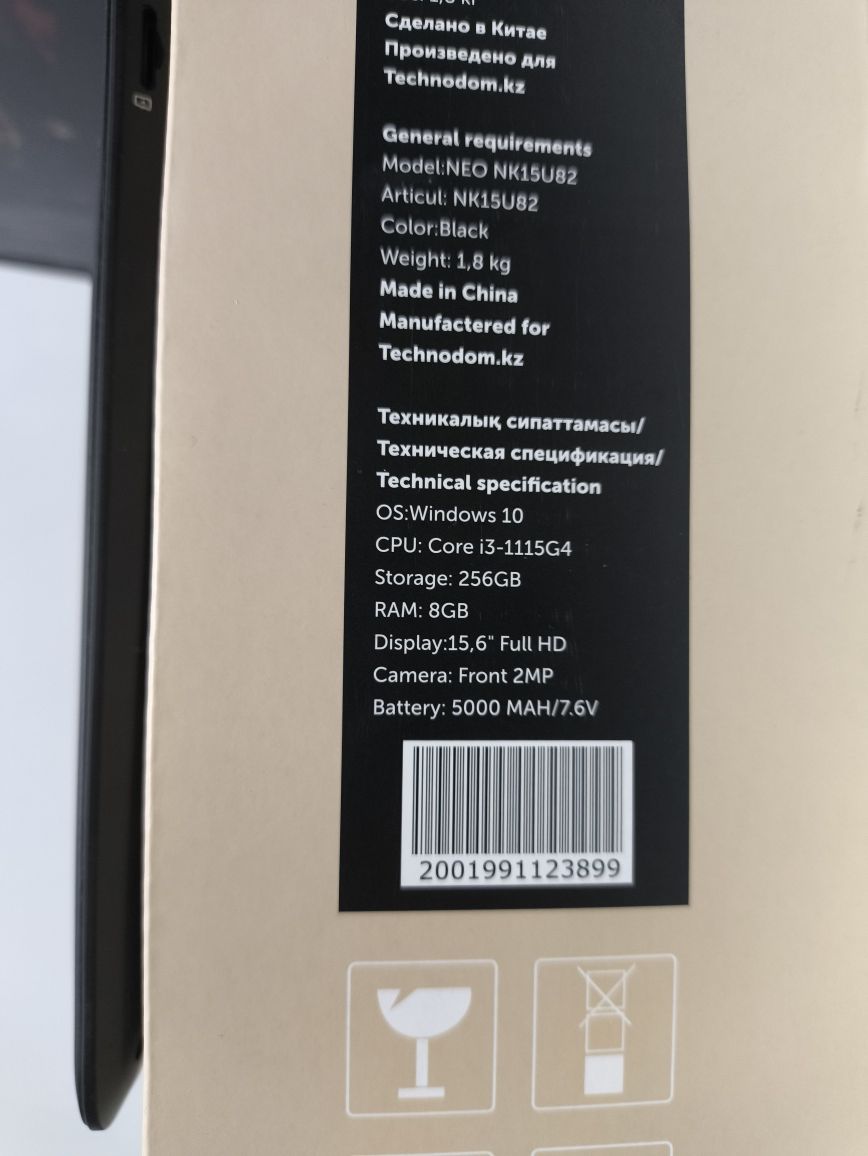 Сделано в Китае
Произведено для
Technodom.kz
General requirements
Model:NEO NK15U82
Articul: NK15U82
Color:Black
Weight: 1,8 kg
Made in China
Manufactered for
Technodom.kz
Техникалық сипаттамасы/
Техническая спецификация/
Technical specification
OS:Windows 10
CPU: Core i3-1115G4
Storage: 256GB
RAM: 8GB
Display:15,6" Full HD
Camera: Front 2MP
Battery: 5000 MAH/7.6V
2001991123899